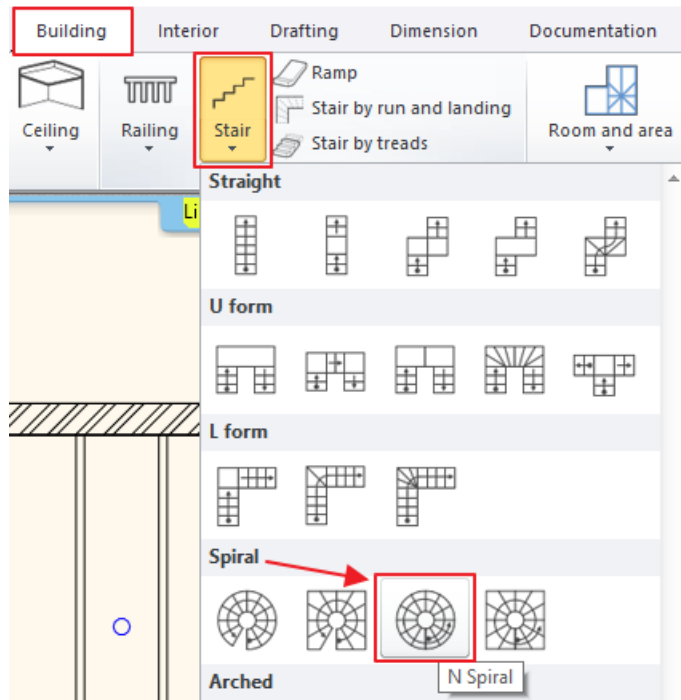 Building Interior Drafting Dimension Documentation
Ceiling
Railing
Stair
Ramp
Stair by run and landing
Stair by treads
Room and area
Li
Straight
U form
L form
Spiral
N Spiral
Arched